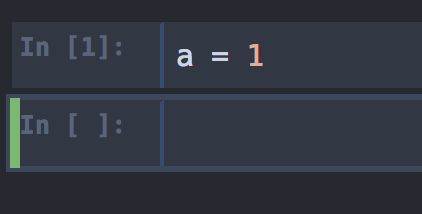 In [1]: a = 1
In [ ]: